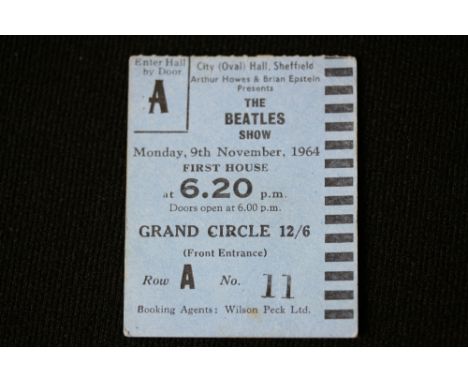 Enter Hall
by Door
A
City (Oval) Hall, Sheffield
Arthur Howes & Brian Epstein
Presents
THE
BEATLES
SHOW
Monday, 9th November, 1964
FIRST HOUSE
at 6.20 p.m.
Doors open at 6.00 p.m.
GRAND CIRCLE 12/6
(Front Entrance)
Row A No. 11
Booking Agents: Wilson Peck Ltd.